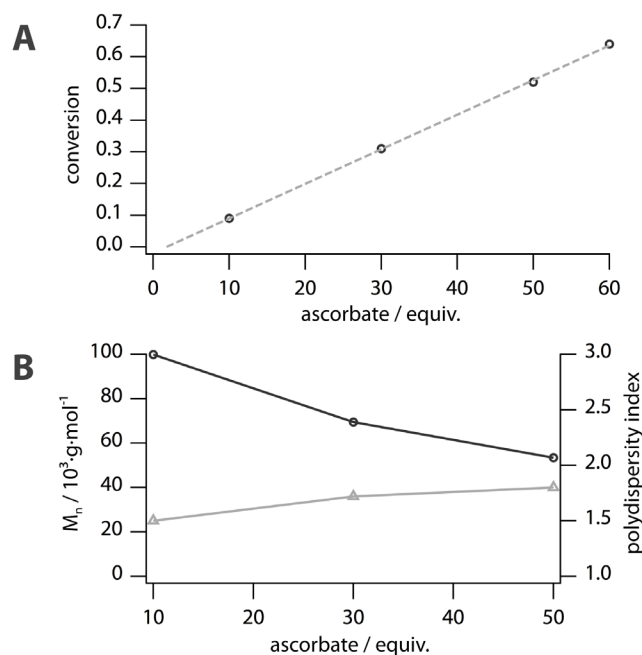 A
0.7
0.6
0.5
0.4
0.3
0.2
0.1
0.0
conversion
0 10 20 30 40 50 60
ascorbate / equiv.
B
100
80
60
40
20
0
Mₙ / 10³·g·mol⁻¹
3.0
2.5
2.0
1.5
1.0
polydispersity index
10 20 30 40 50
ascorbate / equiv.